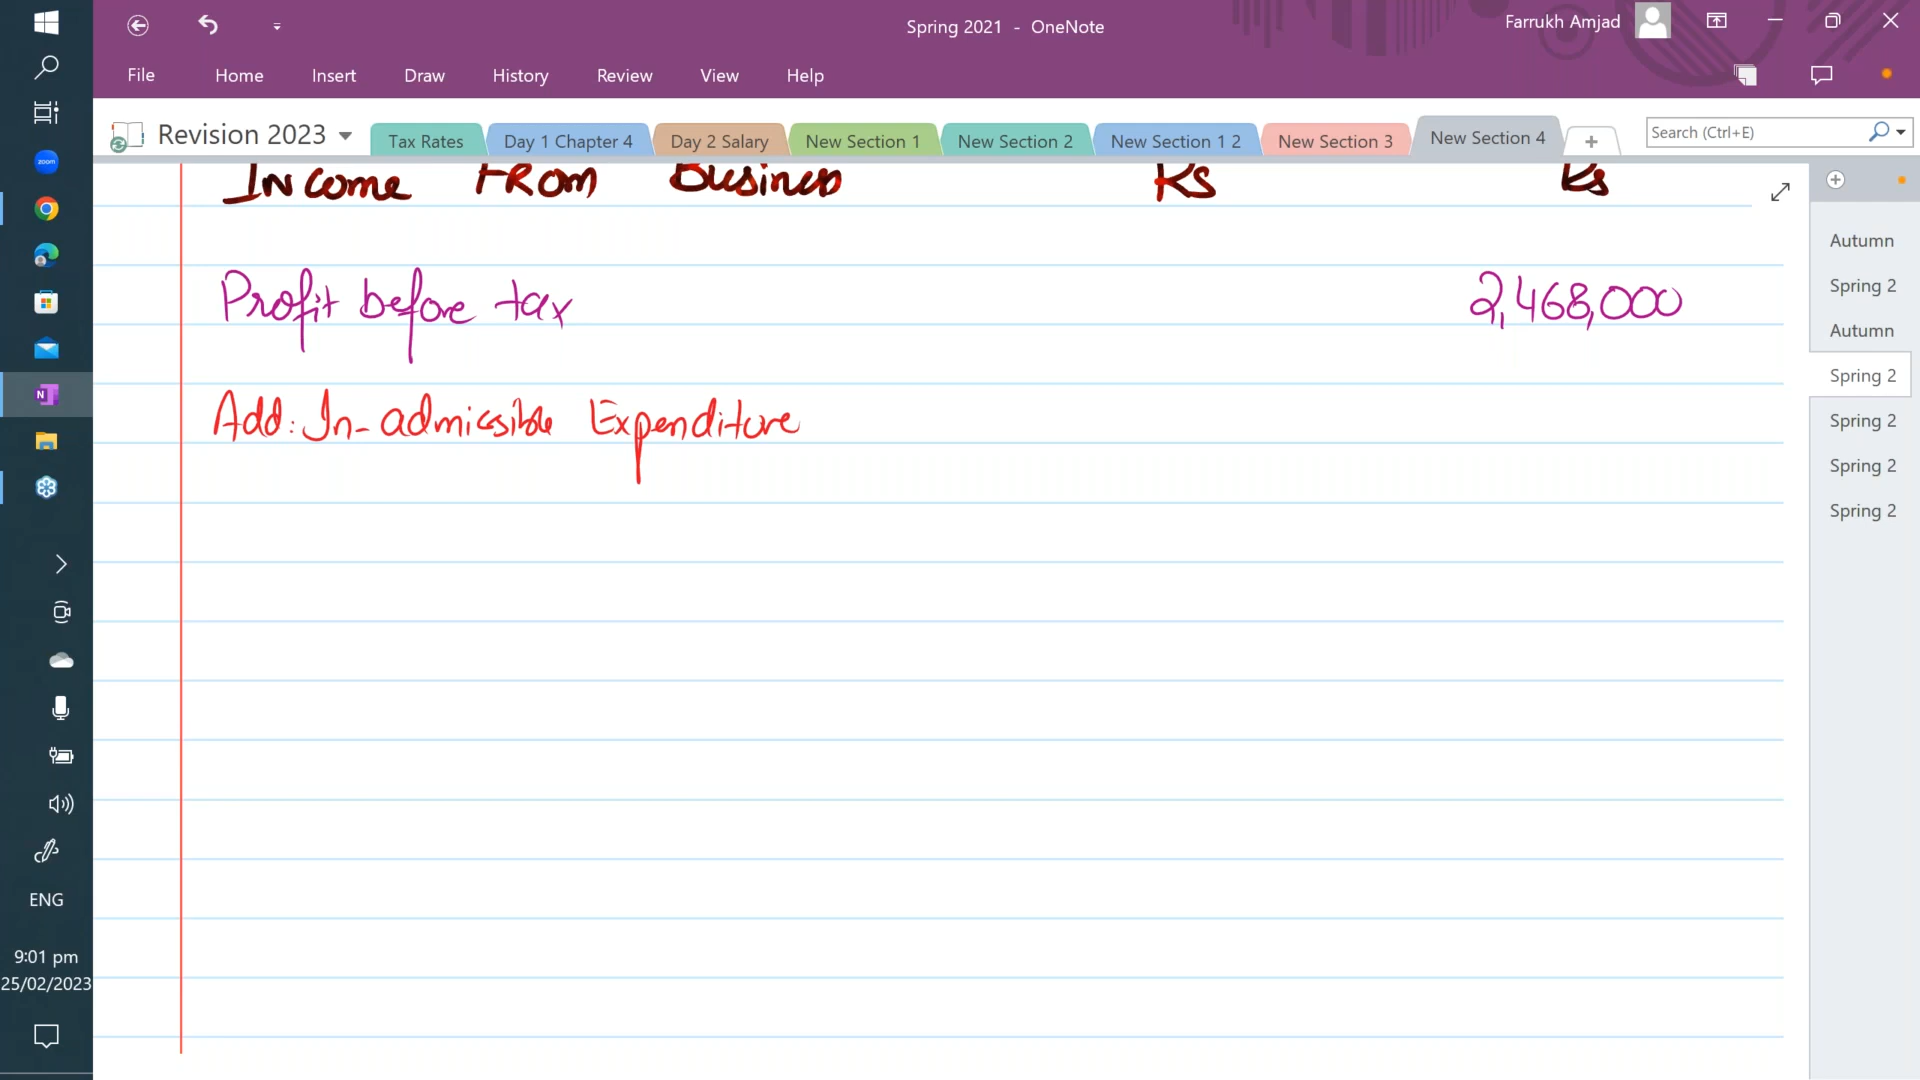 Spring 2021 - OneNote
Farrukh Amjad
File Home Insert Draw History Review View Help
Revision 2023
Tax Rates
Day 1 Chapter 4
Day 2 Salary
New Section 1
New Section 2
New Section 1 2
New Section 3
New Section 4
Search (Ctrl+E)
zoom
Income From Business Rs Rs
Profit before tax 2,468,000
Add: In-admissible Expenditure
Autumn
Spring 2
Autumn
Spring 2
Spring 2
Spring 2
Spring 2
N
ENG
9:01 pm
25/02/2023